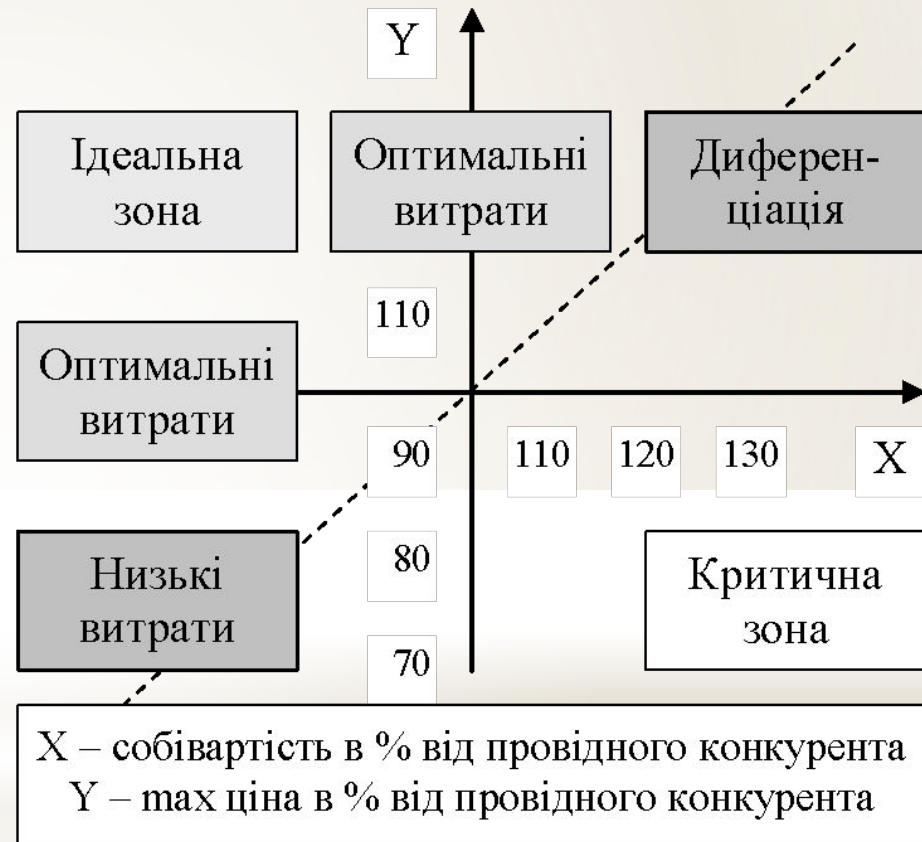 Y
Ідеальна
зона
Оптимальні
витрати
Диферен-
ціація
110
Оптимальні
витрати
90
110
120
130
X
Низькі
витрати
80
Критична
зона
70
X – собівартість в % від провідного конкурента
Y – max ціна в % від провідного конкурента